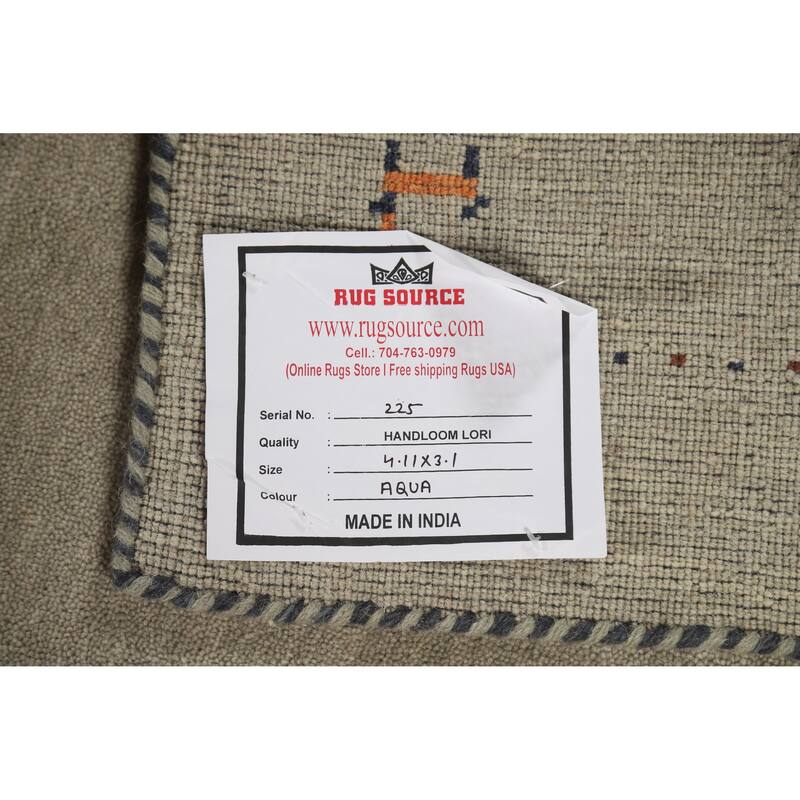 RUG SOURCE
www.rugsource.com
Cell.: 704-763-0979
(Online Rugs Store I Free shipping Rugs USA)
Serial No. : 225
Quality : HANDLOOM LORI
Size : 4.11X3.1
Colour : AQUA
MADE IN INDIA